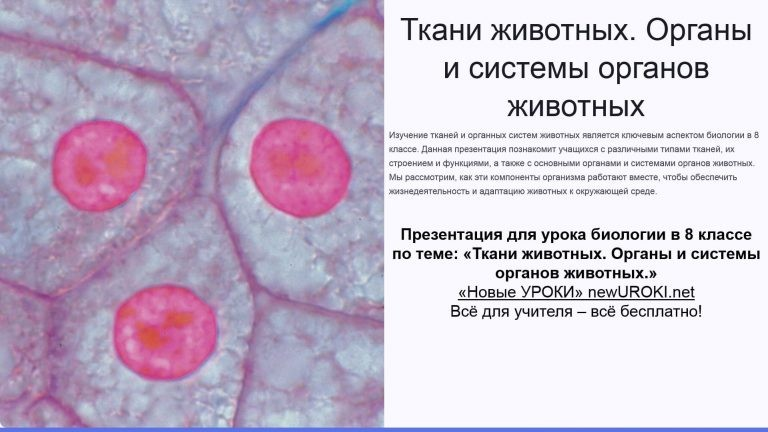 Ткани животных. Органы
и системы органов
животных
Изучение тканей и органных систем животных является ключевым аспектом биологии в 8
классе. Данная презентация познакомит учащихся с различными типами тканей, их
строением и функциями, а также с основными органами и системами органов животных.
Мы рассмотрим, как эти компоненты организма работают вместе, чтобы обеспечить
жизнедеятельность и адаптацию животных к окружающей среде.
Презентация для урока биологии в 8 классе
по теме: «Ткани животных. Органы и системы
органов животных.»
«Новые УРОКИ» newUROKI.net
Всё для учителя – всё бесплатно!